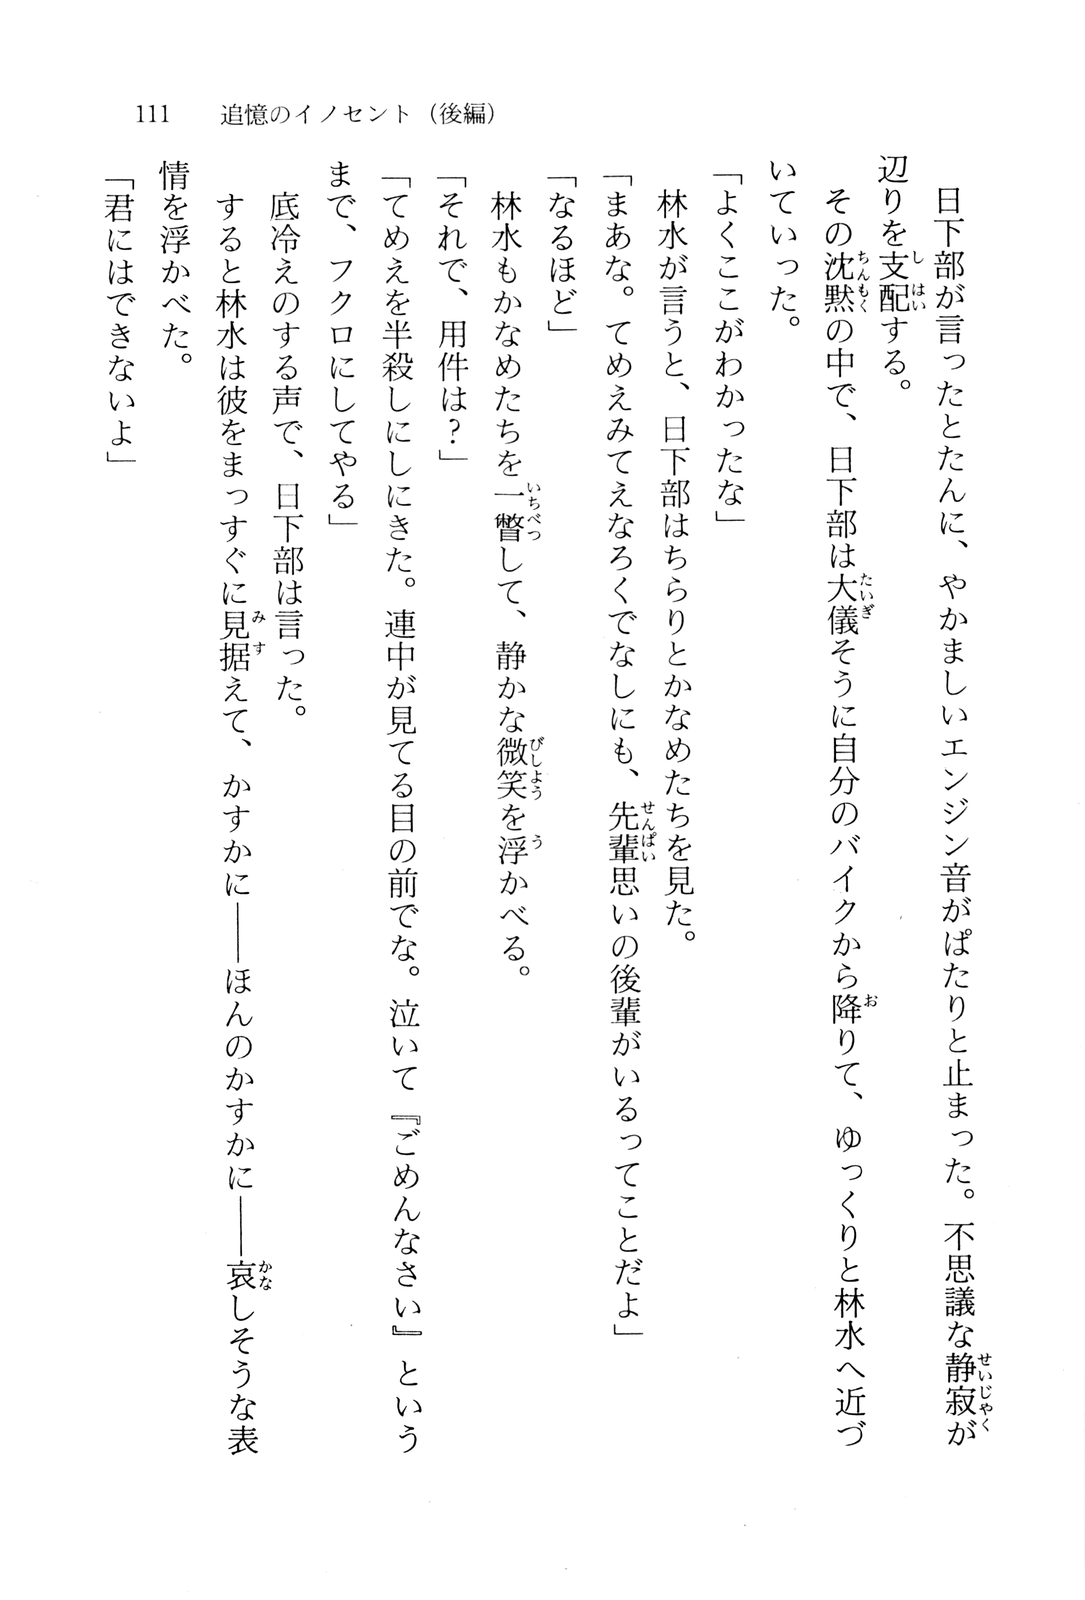 111　追憶のイノセント（後編）
　日下部が言ったとたんに、やかましいエンジン音がぱたりと止まった。不思議な静寂が
辺りを支配する。
　その沈黙の中で、日下部は大儀そうに自分のバイクから降りて、ゆっくりと林水へ近づ
いていった。
「よくここがわかったな」
　林水が言うと、日下部はちらりとかなめたちを見た。
「まあな。てめえみてえなろくでなしにも、先輩思いの後輩がいるってことだよ」
「なるほど」
　林水もかなめたちを一瞥して、静かな微笑を浮かべる。
「それで、用件は？」
「てめえを半殺しにしにきた。連中が見てる目の前でな。泣いて『ごめんなさい』という
まで、フクロにしてやる」
　底冷えのする声で、日下部は言った。
　すると林水は彼をまっすぐに見据えて、かすかに――ほんのかすかに――哀しそうな表
情を浮かべた。
「君にはできないよ」